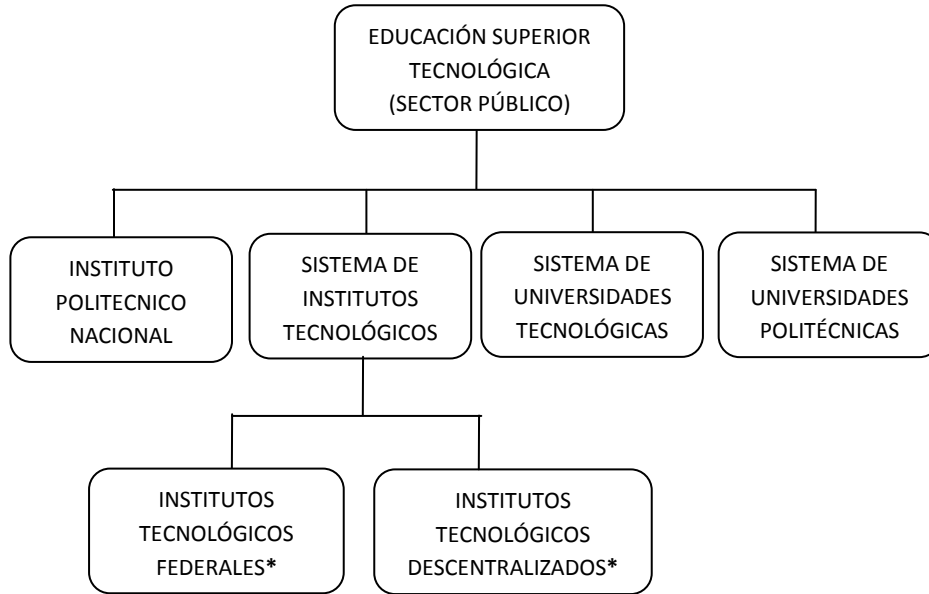 EDUCACIÓN SUPERIOR
TECNOLÓGICA
(SECTOR PÚBLICO)
INSTITUTO
POLITECNICO
NACIONAL
SISTEMA DE
INSTITUTOS
TECNOLÓGICOS
SISTEMA DE
UNIVERSIDADES
TECNOLÓGICAS
SISTEMA DE
UNIVERSIDADES
POLITÉCNICAS
INSTITUTOS
TECNOLÓGICOS
FEDERALES*
INSTITUTOS
TECNOLÓGICOS
DESCENTRALIZADOS*